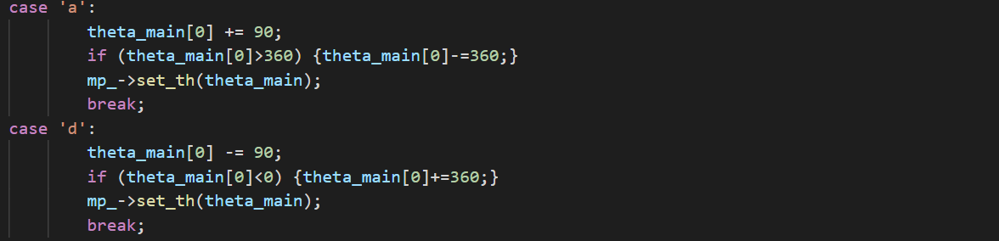 case 'a':
theta_main[0] += 90;
if (theta_main[0]>360) {theta_main[0]-=360;}
mp_->set_th(theta_main);
break;
case 'd':
theta_main[0] -= 90;
if (theta_main[0]<0) {theta_main[0]+=360;}
mp_->set_th(theta_main);
break;